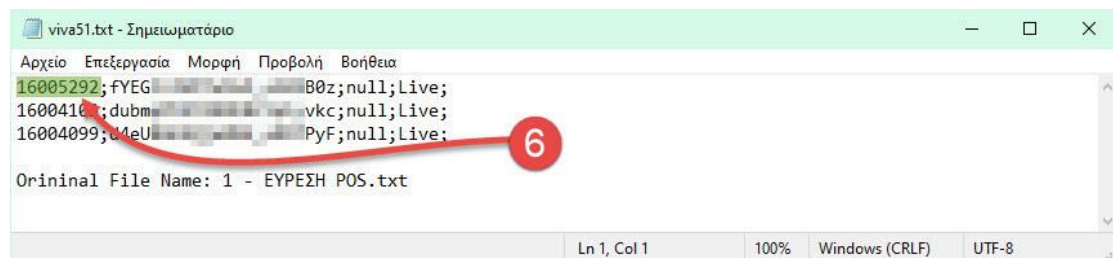 viva51.txt - Σημειωματάριο
Αρχείο Επεξεργασία Μορφή Προβολή Βοήθεια
16005292;fYEG B0z;null;Live;
;dubm vkc;null;Live;
16004099; PyF;null;Live;
6
Orininal File Name: 1 - ΕΥΡΕΣΗ POS.txt
Ln 1, Col 1 100% Windows (CRLF) UTF-8